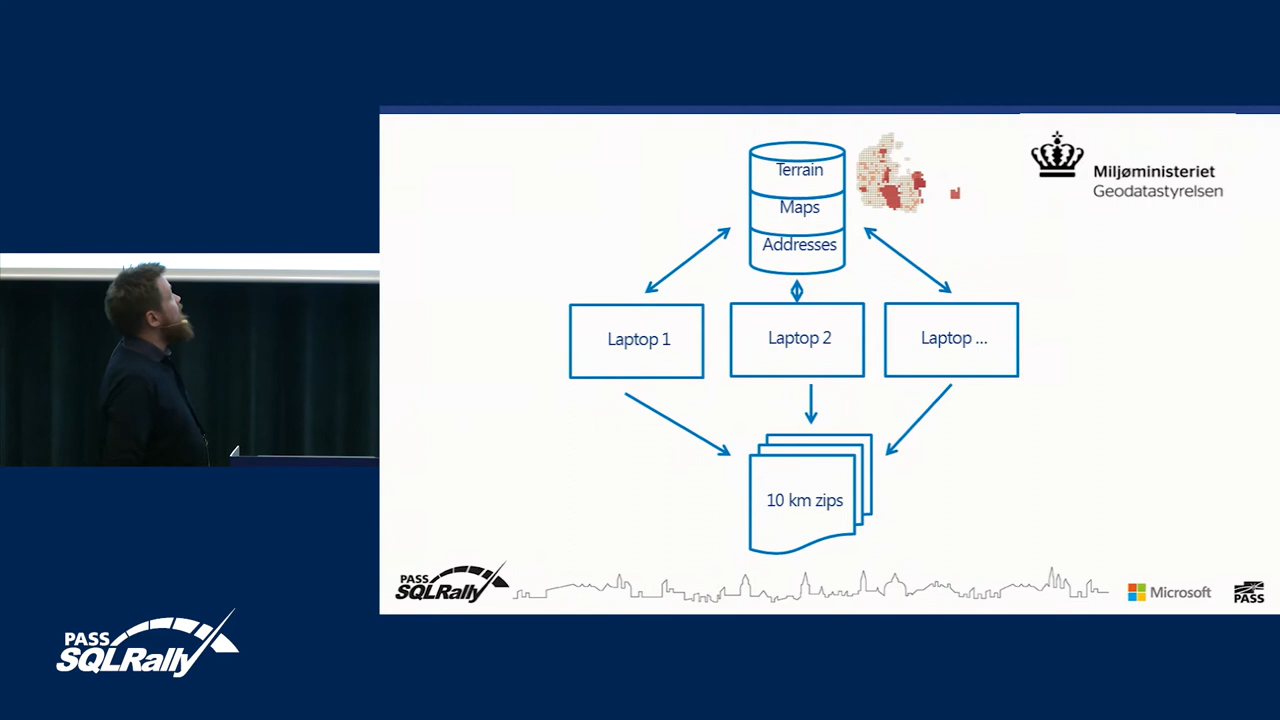 Terrain
Maps
Addresses
Miljøministeriet
Geodatastyrelsen
Laptop 1
Laptop 2
Laptop ...
10 km zips
PASS
SQLRally
Microsoft
PASS
PASS
SQLRally